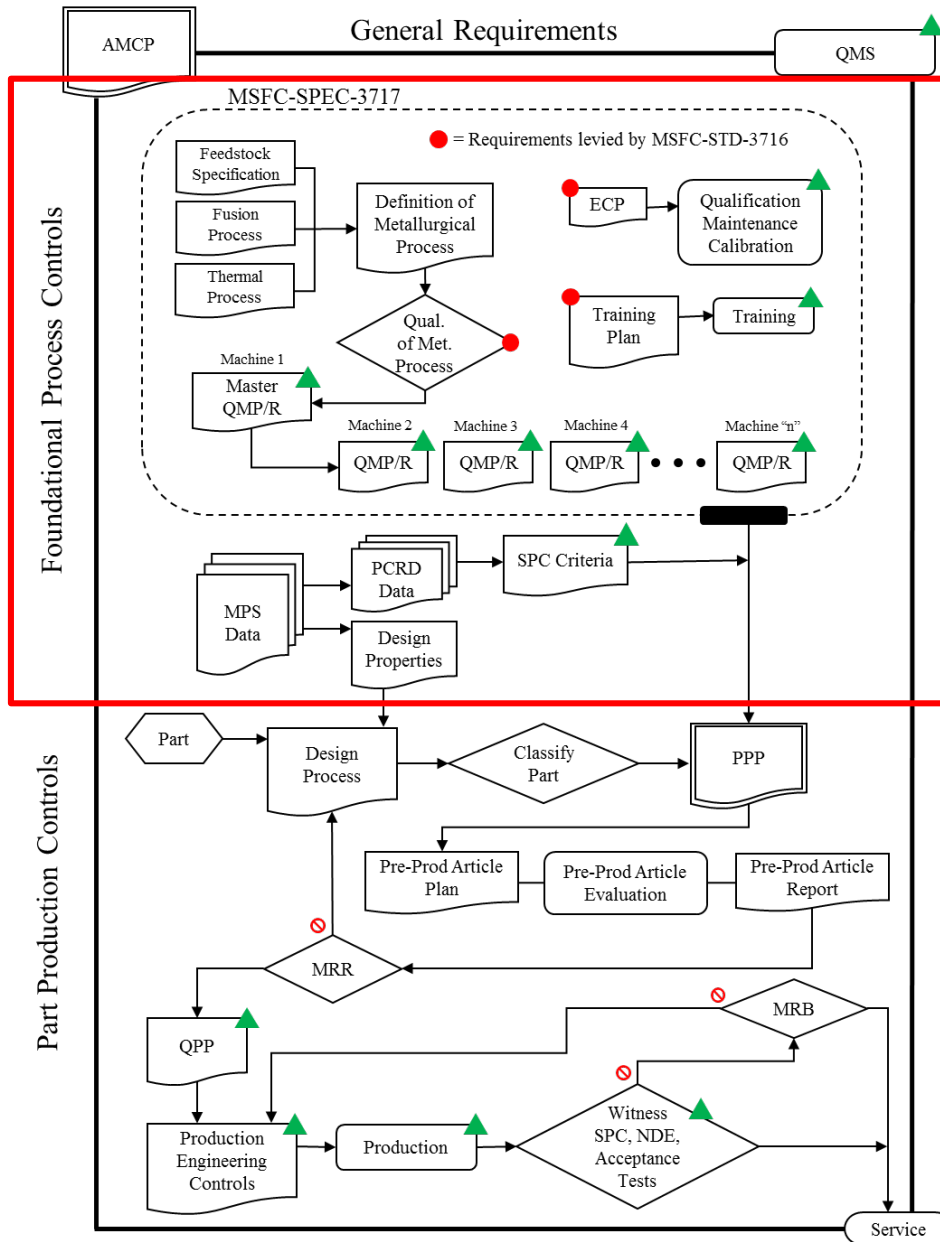 General Requirements
AMCP
QMS
MSFC-SPEC-3717
= Requirements levied by MSFC-STD-3716
Foundational Process Controls
Feedstock
Specification
Fusion
Process
Thermal
Process
Definition of
Metallurgical
Process
ECP
Qualification
Maintenance
Calibration
Training
Plan
Training
Qual.
of Met.
Process
Machine 1
Master
QMP/R
Machine 2
QMP/R
Machine 3
QMP/R
Machine 4
QMP/R
Machine “n”
QMP/R
MPS
Data
PCRD
Data
SPC Criteria
Design
Properties
Part Production Controls
Part
Design
Process
Classify
Part
PPP
Pre-Prod Article
Plan
Pre-Prod Article
Evaluation
Pre-Prod Article
Report
MRR
MRB
QPP
Production
Engineering
Controls
Production
Witness
SPC, NDE,
Acceptance
Tests
Service